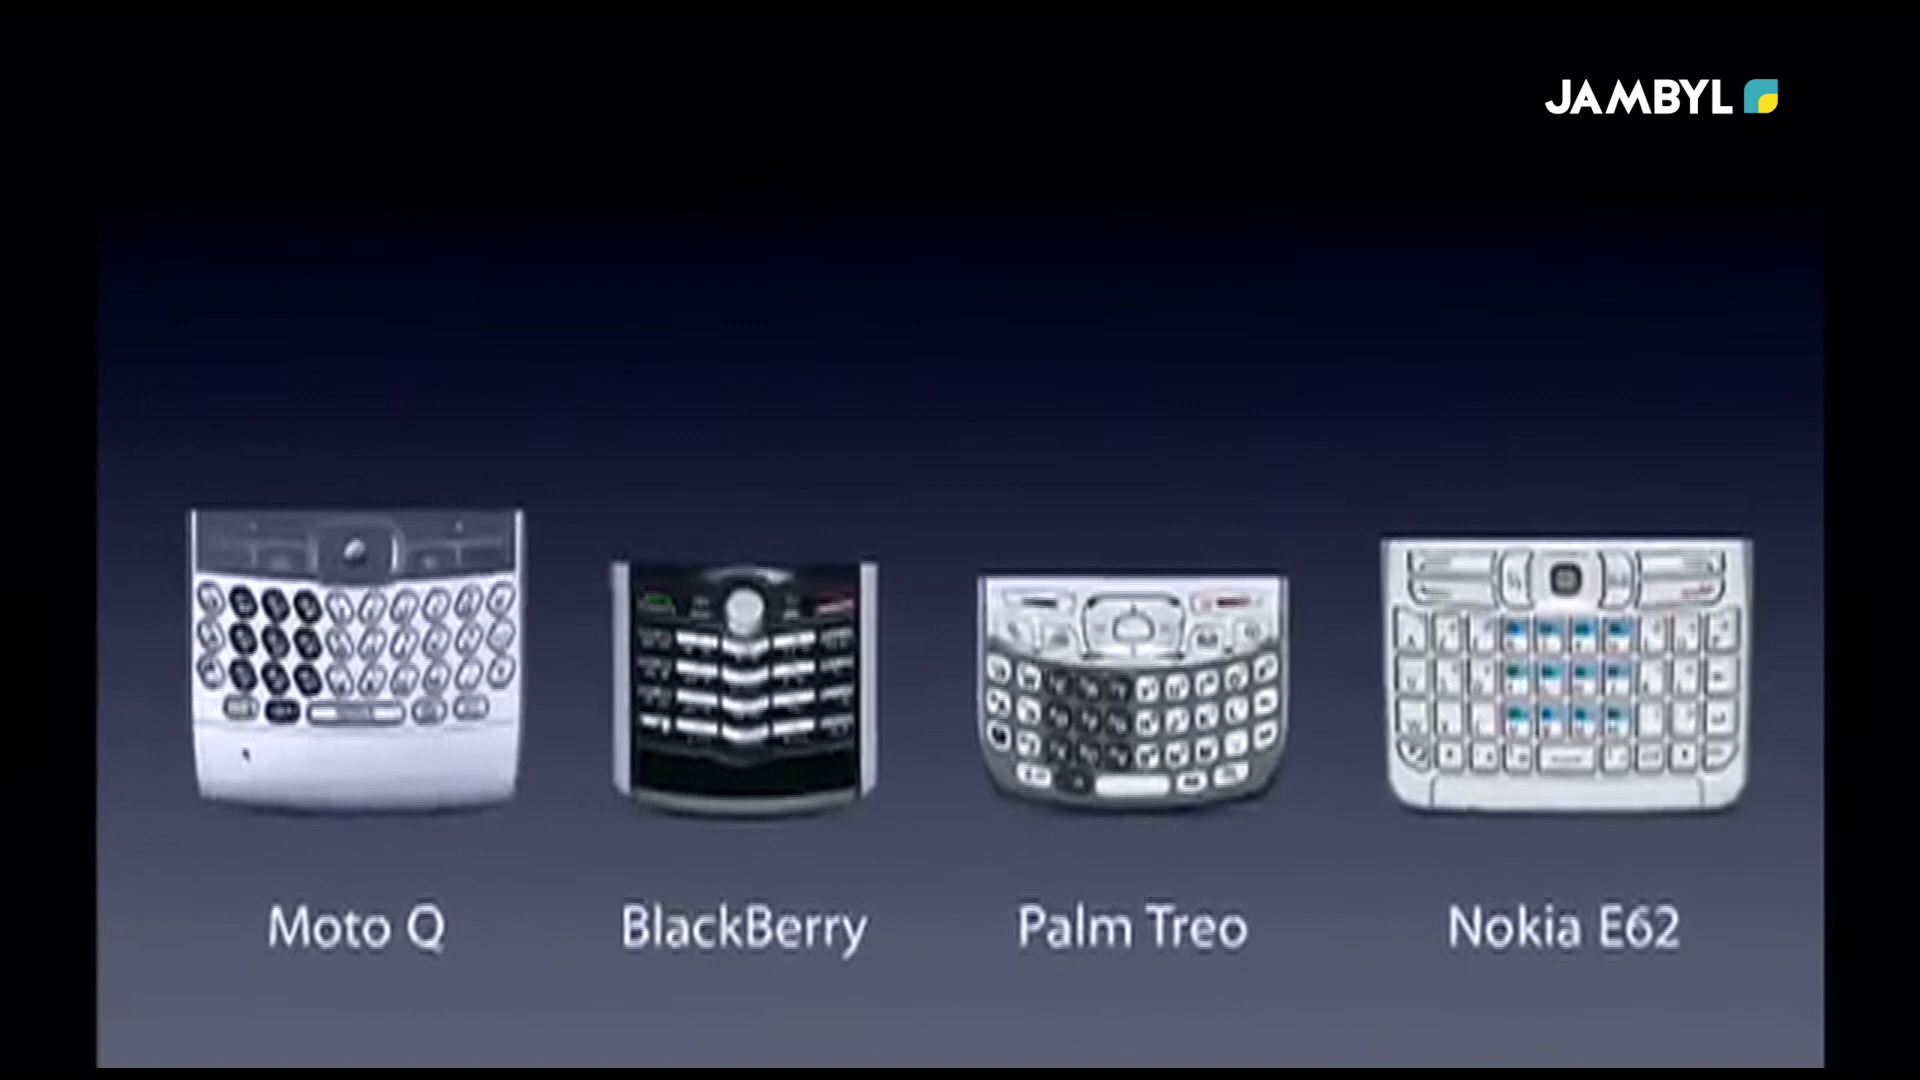 JAMBYL
Moto Q
BlackBerry
Palm Treo
Nokia E62